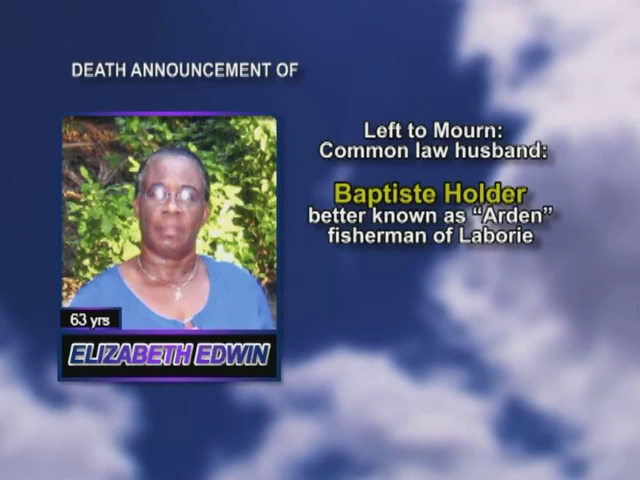 DEATH ANNOUNCEMENT OF
63 yrs
ELIZABETH EDWIN
Left to Mourn:
Common law husband:
Baptiste Holder
better known as “Arden”
fisherman of Laborie